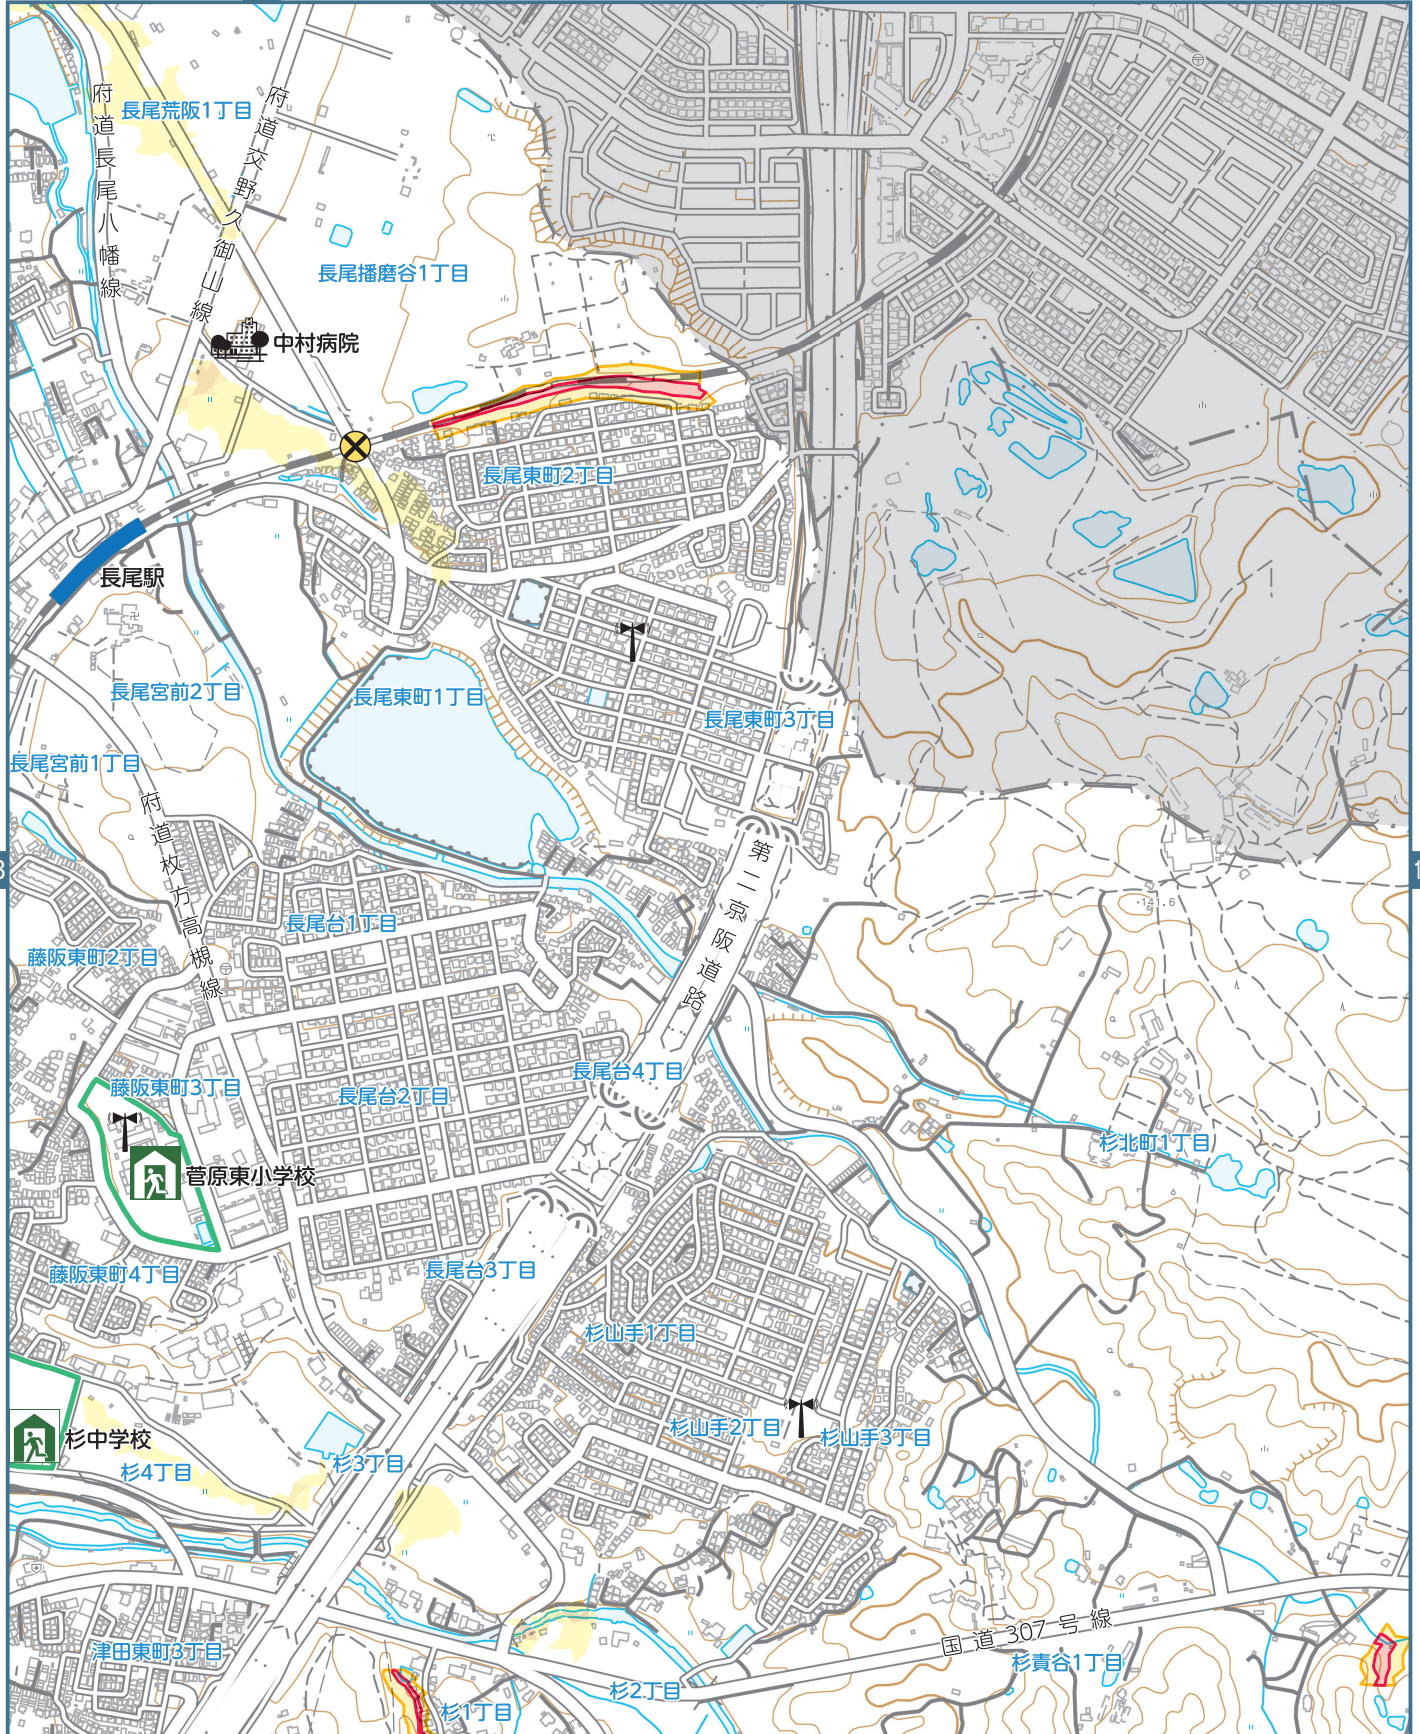 府道長尾八幡線
長尾荒阪1丁目
府道交野久御山線
長尾播磨谷1丁目
中村病院
長尾東町2丁目
長尾駅
長尾宮前2丁目
長尾東町1丁目
長尾東町3丁目
長尾宮前1丁目
府道枚方高槻線
第二京阪道路
141.6
長尾台1丁目
藤阪東町2丁目
長尾台4丁目
藤阪東町3丁目
長尾台2丁目
杉北町1丁目
菅原東小学校
長尾台3丁目
藤阪東町4丁目
杉山手1丁目
杉山手2丁目
杉山手3丁目
杉中学校
杉4丁目
杉3丁目
国道307号線
津田東町3丁目
杉責谷1丁目
杉2丁目
杉1丁目